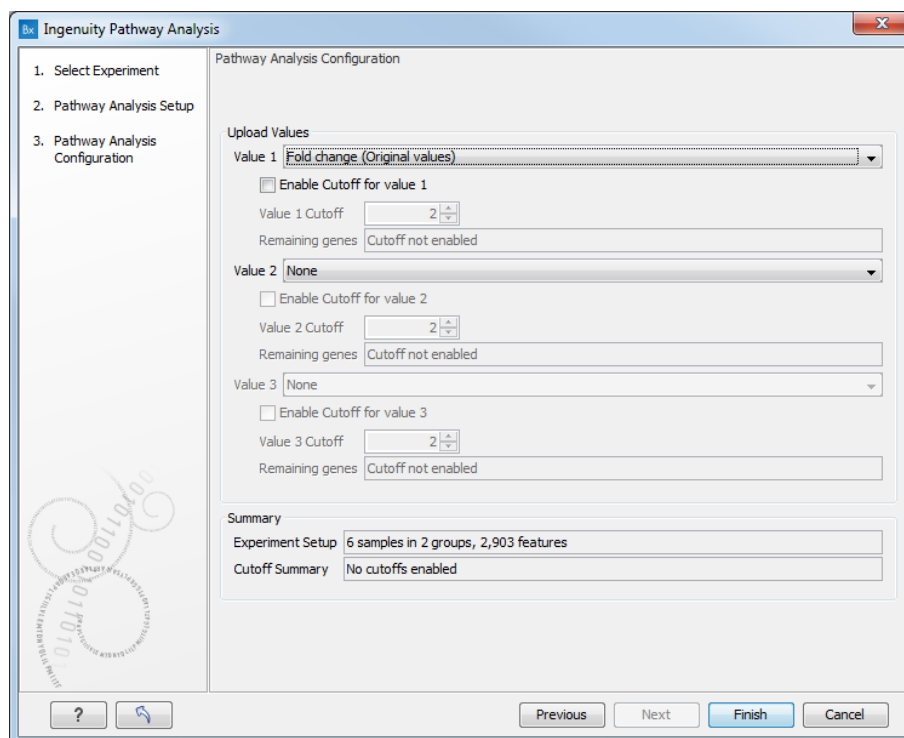 Bx Ingenuity Pathway Analysis
1. Select Experiment
2. Pathway Analysis Setup
3. Pathway Analysis
Configuration
Pathway Analysis Configuration
Upload Values
Value 1 Fold change (Original values)
Enable Cutoff for value 1
Value 1 Cutoff 2
Remaining genes Cutoff not enabled
Value 2 None
Enable Cutoff for value 2
Value 2 Cutoff 2
Remaining genes Cutoff not enabled
Value 3 None
Enable Cutoff for value 3
Value 3 Cutoff 2
Remaining genes Cutoff not enabled
Summary
Experiment Setup 6 samples in 2 groups, 2,903 features
Cutoff Summary No cutoffs enabled
? Previous Next Finish Cancel